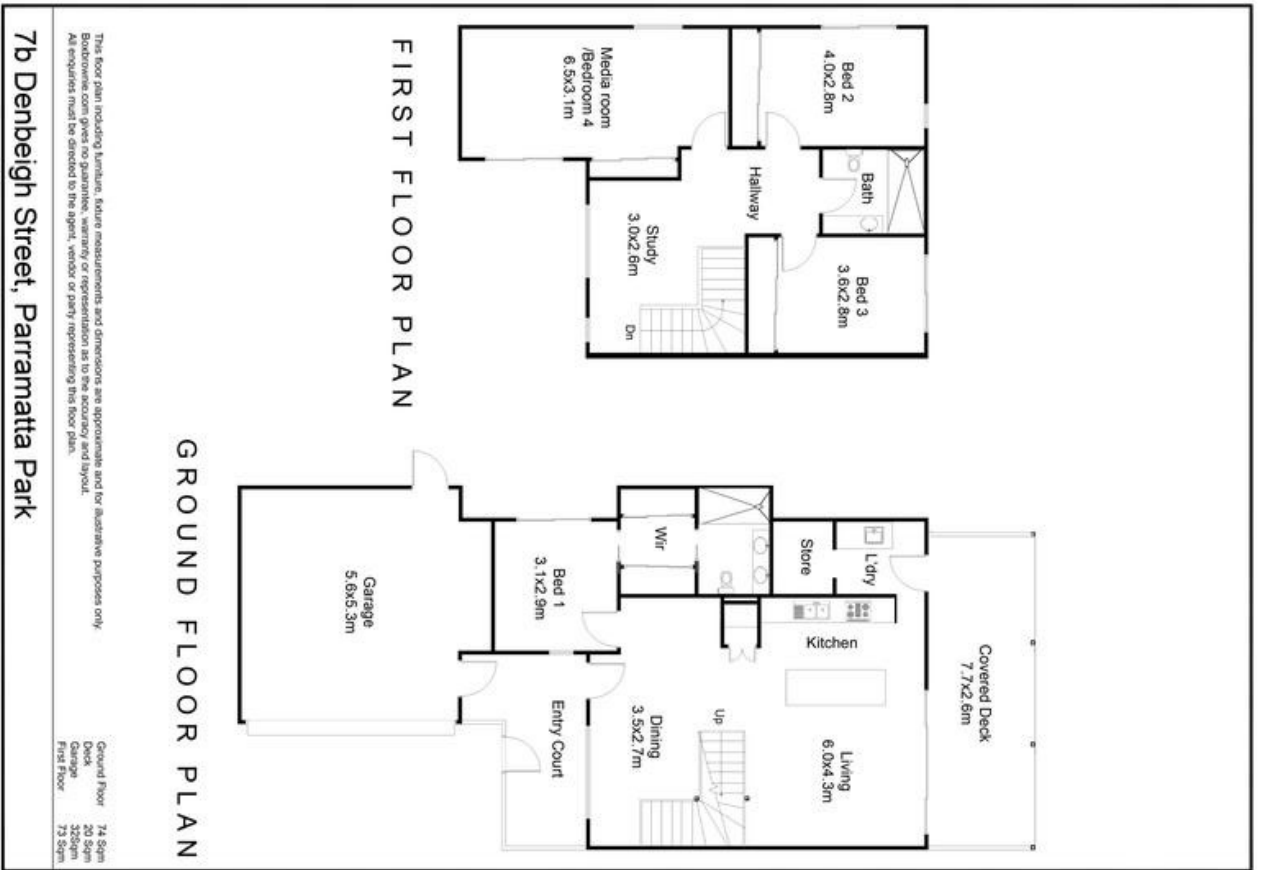 FIRST FLOOR PLAN
Bed 2
4.0x2.8m
Bath
Bed 3
3.6x2.8m
Hallway
Media room
/Bedroom 4
6.5x3.1m
Study
3.0x2.6m
Dn
GROUND FLOOR PLAN
Covered Deck
7.7x2.6m
L'dry
Store
Kitchen
Living
6.0x4.3m
Wir
Up
Dining
3.5x2.7m
Bed 1
3.1x2.9m
Entry Court
Garage
5.6x5.3m
Ground Floor 74 Sqm
Deck 20 Sqm
Garage 32Sqm
First Floor 73 Sqm
This floor plan including furniture, fixture measurements and dimensions are approximate and for illustrative purposes only.
Boxbrownie.com gives no guarantee, warranty or representation as to the accuracy and layout.
All enquiries must be directed to the agent, vendor or party representing this floor plan.
7b Denbeigh Street, Parramatta Park